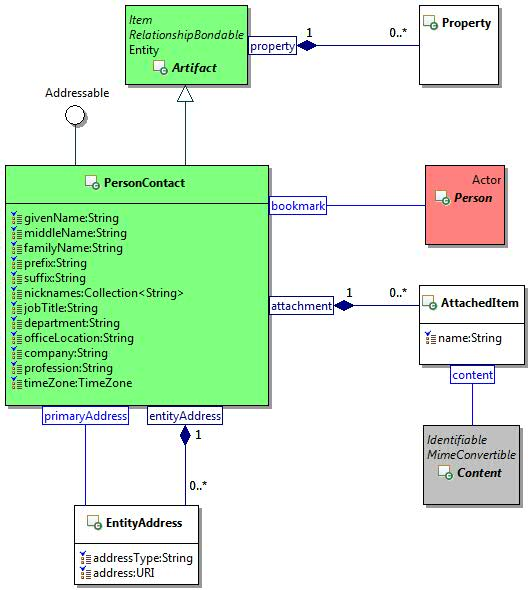 Item
RelationshipBondable
Entity
Artifact
property
1
0..*
Property
Addressable
PersonContact
givenName:String
middleName:String
familyName:String
prefix:String
suffix:String
nicknames:Collection<String>
jobTitle:String
department:String
officeLocation:String
company:String
profession:String
timeZone:TimeZone
bookmark
Actor
Person
attachment
1
0..*
AttachedItem
name:String
content
Identifiable
MimeConvertible
Content
primaryAddress
entityAddress
1
0..*
EntityAddress
addressType:String
address:URI